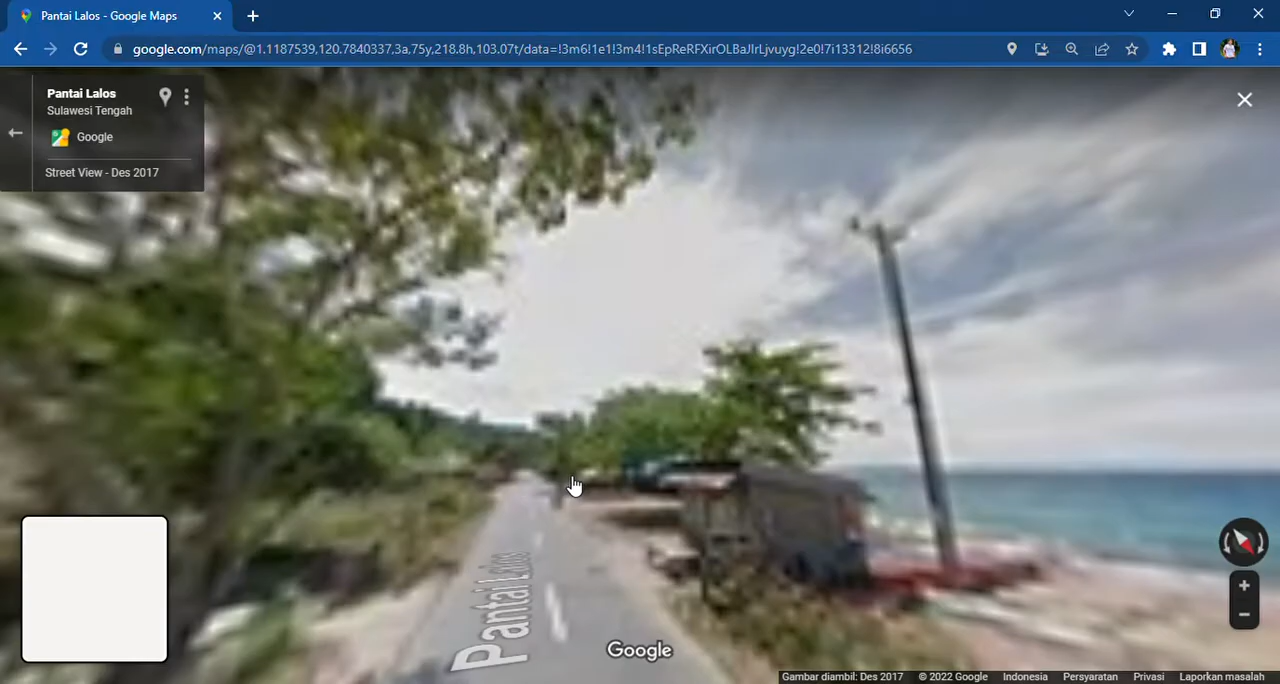 Pantai Lalos - Google Maps
google.com/maps/@1.1187539,120.7840337,3a,75y,218.8h,103.07t/data=!3m6!1e1!3m4!1sEpReRFXirOLBaJlrLjvuyg!2e0!7i13312!8i6656
Pantai Lalos
Sulawesi Tengah
Google
Street View - Des 2017
Pantai Lalos
Google
Gambar diambil: Des 2017 © 2022 Google Indonesia Persyaratan Privasi Laporkan masalah